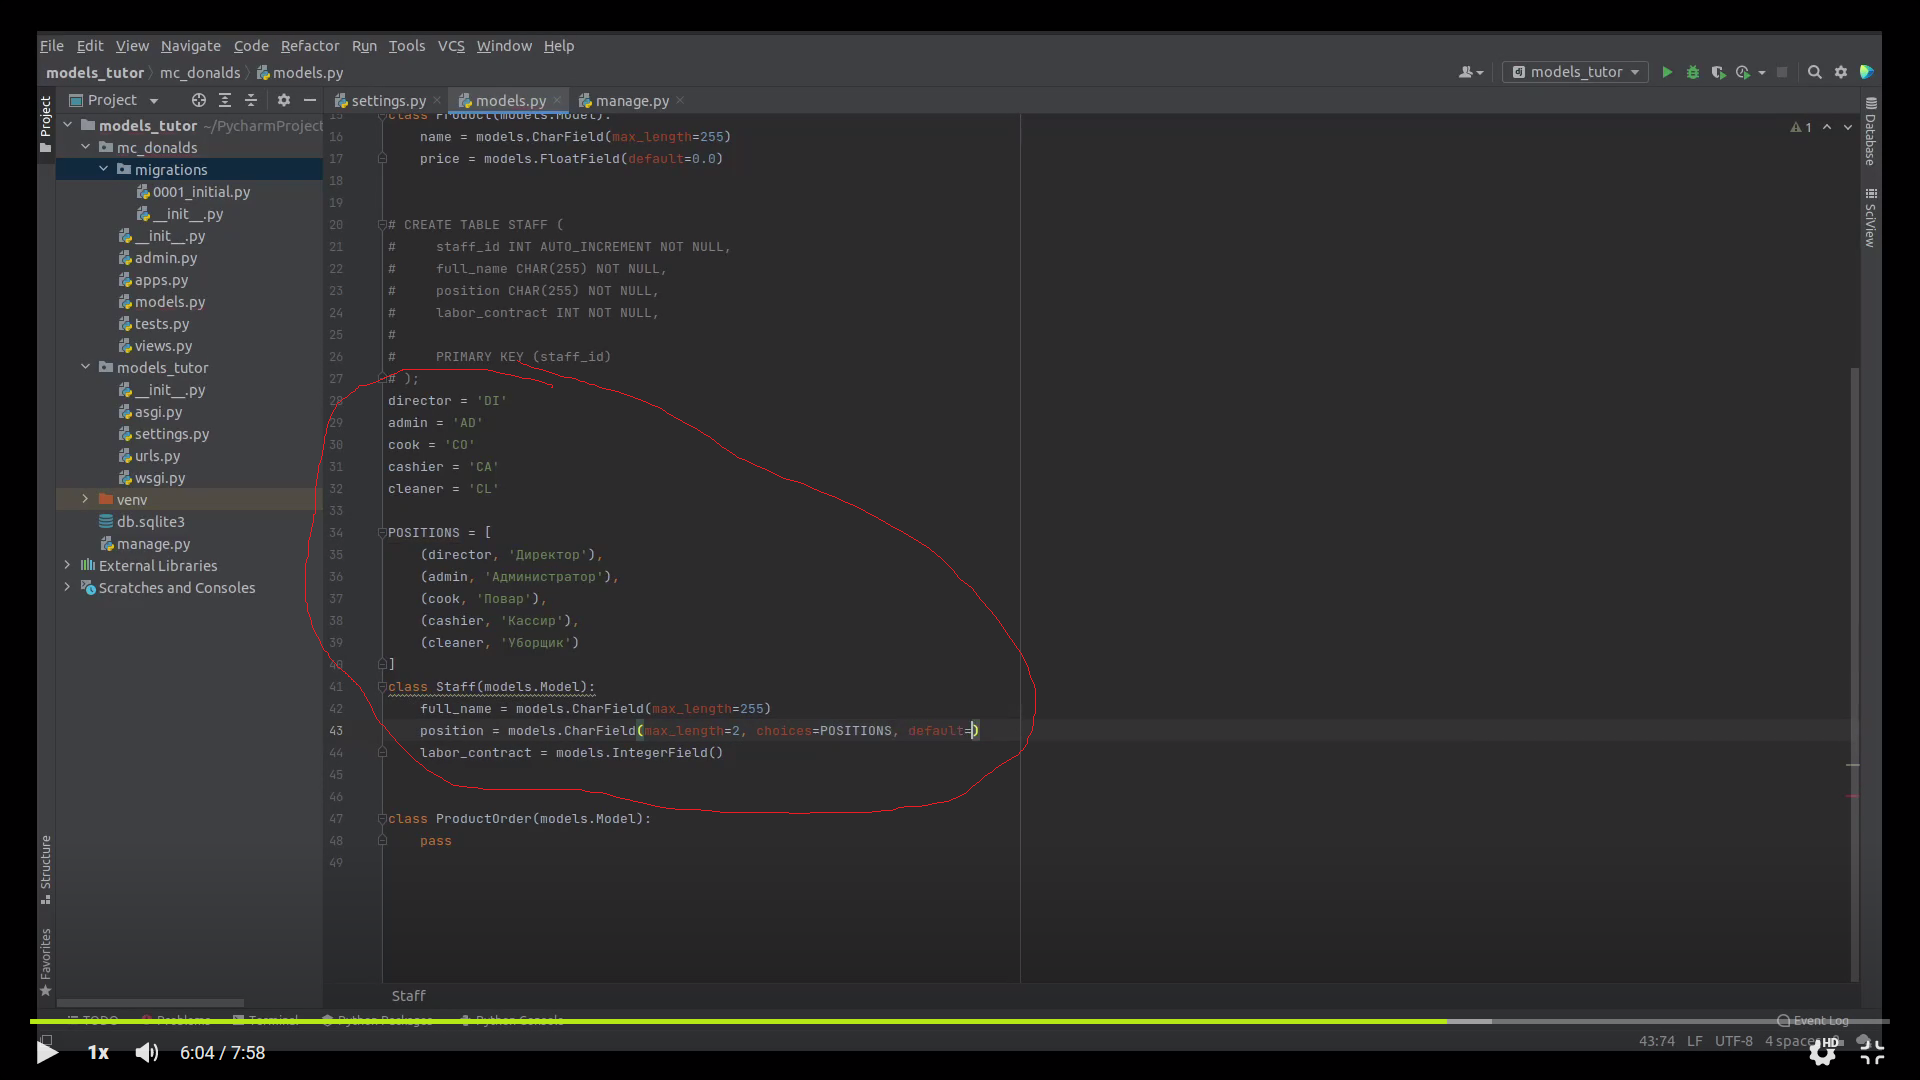 File Edit View Navigate Code Refactor Run Tools VCS Window Help
models_tutor mc_donalds models.py
models_tutor
Project
settings.py models.py manage.py
models_tutor ~/PycharmProject
mc_donalds
migrations
0001_initial.py
__init__.py
__init__.py
admin.py
apps.py
models.py
tests.py
views.py
models_tutor
__init__.py
asgi.py
settings.py
urls.py
wsgi.py
venv
db.sqlite3
manage.py
External Libraries
Scratches and Consoles
Project
Structure
Favorites
15 class Product(models.Model):
16 name = models.CharField(max_length=255)
17 price = models.FloatField(default=0.0)
18
19
20 # CREATE TABLE STAFF (
21 # staff_id INT AUTO_INCREMENT NOT NULL,
22 # full_name CHAR(255) NOT NULL,
23 # position CHAR(255) NOT NULL,
24 # labor_contract INT NOT NULL,
25 #
26 # PRIMARY KEY (staff_id)
27 # );
28 director = 'DI'
29 admin = 'AD'
30 cook = 'CO'
31 cashier = 'CA'
32 cleaner = 'CL'
33
34 POSITIONS = [
35 (director, 'Директор'),
36 (admin, 'Администратор'),
37 (cook, 'Повар'),
38 (cashier, 'Кассир'),
39 (cleaner, 'Уборщик')
40 ]
41 class Staff(models.Model):
42 full_name = models.CharField(max_length=255)
43 position = models.CharField(max_length=2, choices=POSITIONS, default=)
44 labor_contract = models.IntegerField()
45
46
47 class ProductOrder(models.Model):
48 pass
49
1
Database
SciView
Staff
TODO Problems Terminal Python Packages Python Console
Event Log
43:74 LF UTF-8 4 spaces
1x 6:04 / 7:58
HD